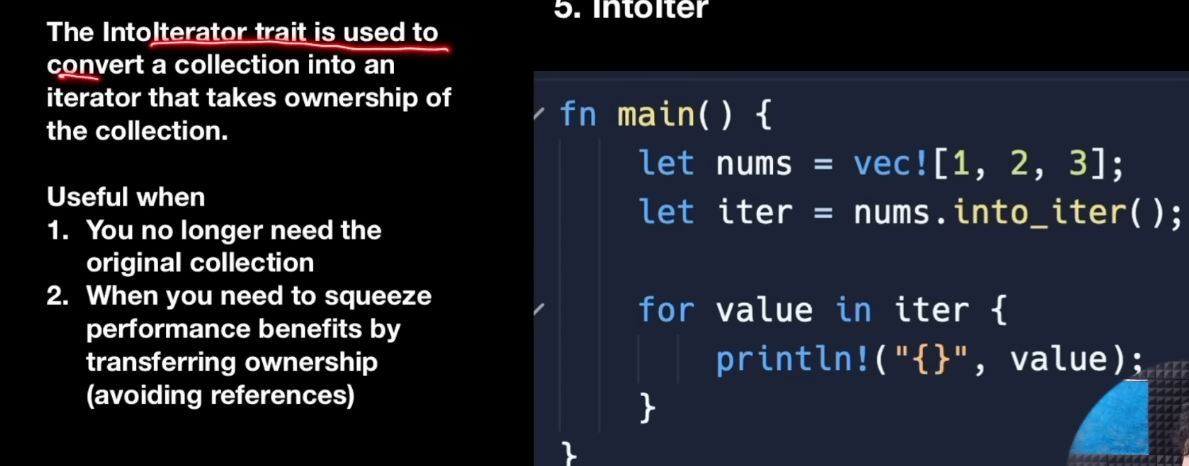 The IntoIterator trait is used to
convert a collection into an
iterator that takes ownership of
the collection.
Useful when
1. You no longer need the
original collection
2. When you need to squeeze
performance benefits by
transferring ownership
(avoiding references)
5. IntoIter
fn main() {
let nums = vec![1, 2, 3];
let iter = nums.into_iter();
for value in iter {
println!("{}", value);
}
}